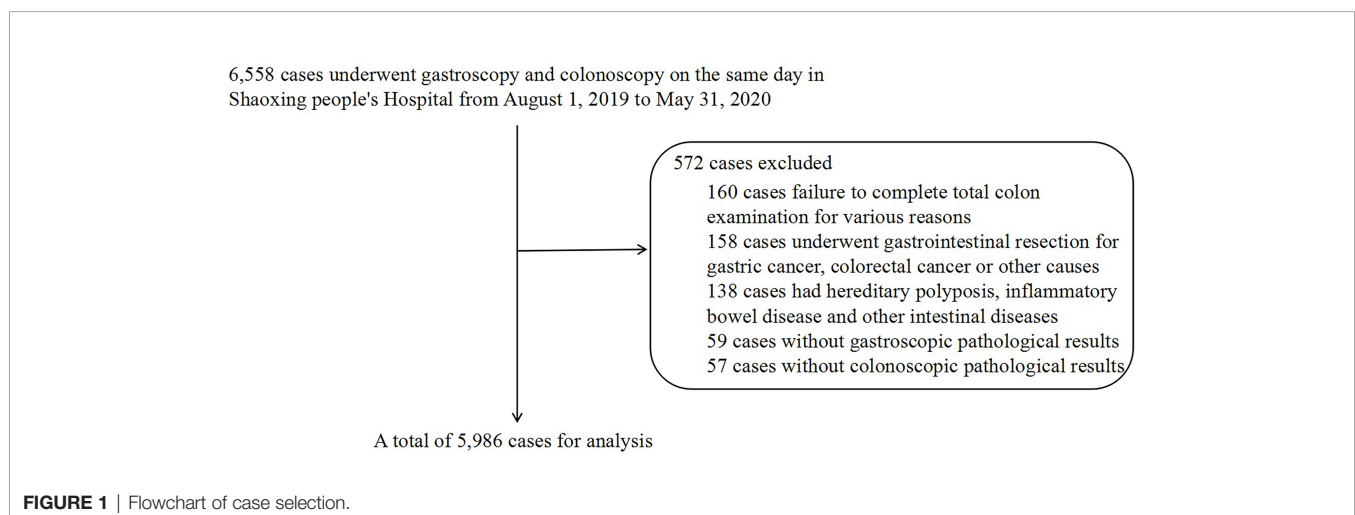 6,558 cases underwent gastroscopy and colonoscopy on the same day in
Shaoxing people's Hospital from August 1, 2019 to May 31, 2020
572 cases excluded
160 cases failure to complete total colon
examination for various reasons
158 cases underwent gastrointestinal resection for
gastric cancer, colorectal cancer or other causes
138 cases had hereditary polyposis, inflammatory
bowel disease and other intestinal diseases
59 cases without gastroscopic pathological results
57 cases without colonoscopic pathological results
A total of 5,986 cases for analysis
FIGURE 1 | Flowchart of case selection.